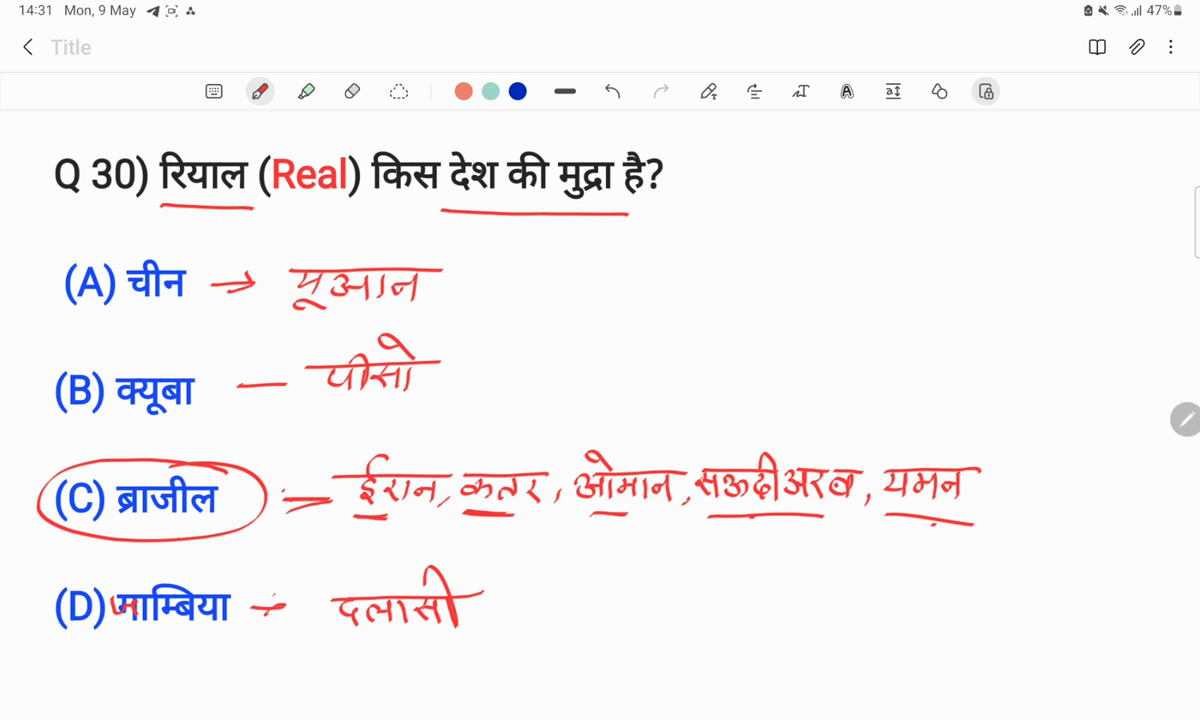 14:31 Mon, 9 May 47%
Title
Q 30) रियाल (Real) किस देश की मुद्रा है?
(A) चीन → यूआन
(B) क्यूबा — पीसो
(C) ब्राजील = ईरान, कतर, ओमान, सऊदी अरब, यमन
(D) जाम्बिया ÷ दलासी